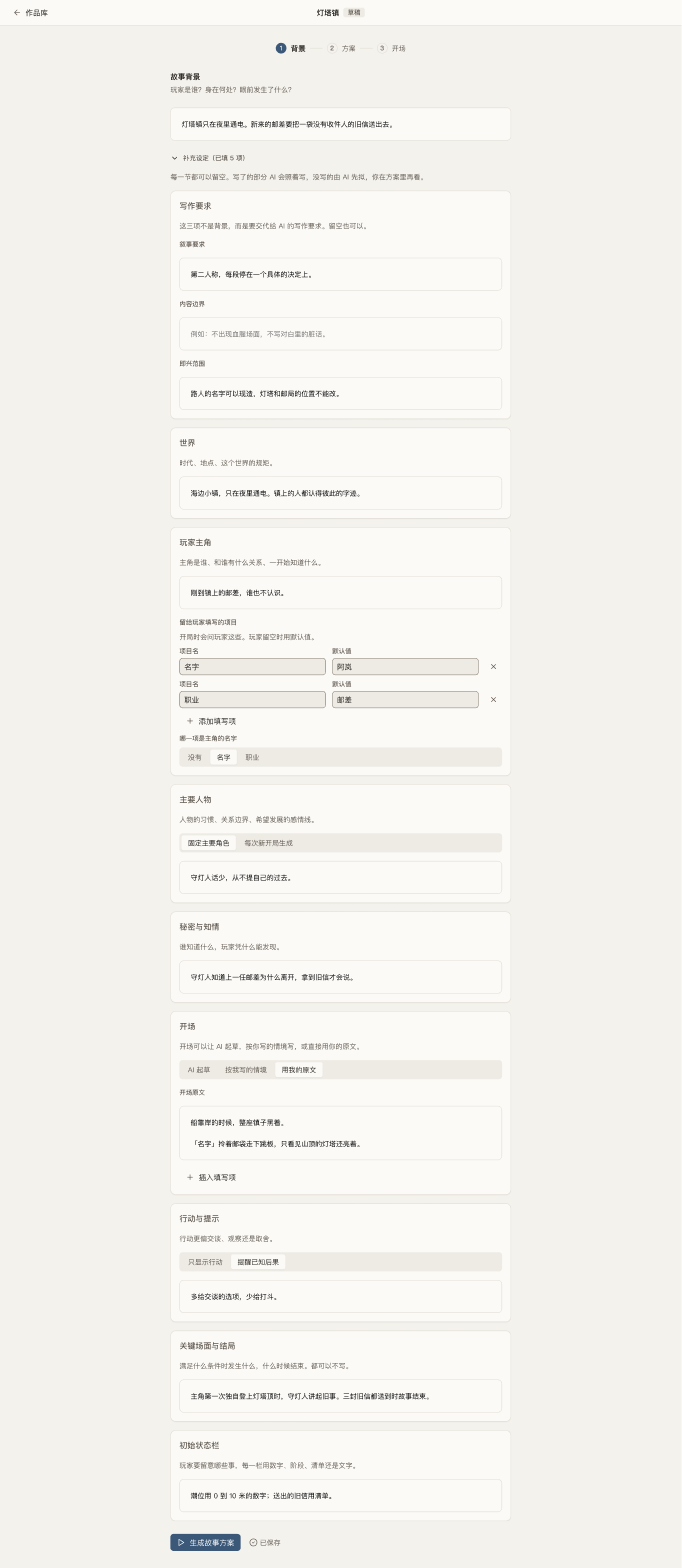 作品库
灯塔镇 草稿
1 背景 2 方案 3 开场
故事背景
玩家是谁？身在何处？眼前发生了什么？
灯塔镇只在夜里通电。新来的邮差要把一袋没有收件人的旧信送出去。
补充设定（已填 5 项）
每一节都可以留空。写了的部分 AI 会照着写，没写的由 AI 先拟，你在方案里再看。
写作要求
这三项不是背景，而是要交代给 AI 的写作要求。留空也可以。
叙事要求
第二人称，每段停在一个具体的决定上。
内容边界
例如：不出现血腥场面，不写对白里的脏话。
即兴范围
路人的名字可以现造，灯塔和邮局的位置不能改。
世界
时代、地点、这个世界的规矩。
海边小镇，只在夜里通电。镇上的人都认得彼此的字迹。
玩家主角
主角是谁、和谁有什么关系，一开始知道什么。
刚到镇上的邮差，谁也不认识。
留给玩家填写的项目
开局时会问玩家这些。玩家留空时用默认值。
项目名 默认值
名字 阿岚
项目名 默认值
职业 邮差
添加填写项
哪一项是主角的名字
没有 名字 职业
主要人物
人物的习惯、关系边界、希望发展的感情线。
固定主要角色 每次新开局生成
守灯人话少，从不提自己的过去。
秘密与知情
谁知道什么，玩家凭什么能发现。
守灯人知道上一任邮差为什么离开，拿到旧信才会说。
开场
开场可以让 AI 起草，按你写的情境写，或直接用你的原文。
AI 起草 按我写的情境 用我的原文
开场原文
船靠岸的时候，整座镇子黑着。
「名字」拎着邮袋走下跳板，只看见山顶的灯塔还亮着。
插入填写项
行动与提示
行动更偏交谈、观察还是取舍。
只显示行动 提醒已知后果
多给交谈的选项，少给打斗。
关键场面与结局
满足什么条件时发生什么，什么时候结束。都可以不写。
主角第一次独自登上灯塔顶时，守灯人讲起旧事。三封旧信都送到时故事结束。
初始状态栏
玩家要留意哪些事，每一栏用数字、阶段、清单还是文字。
潮位用 0 到 10 米的数字；送出的旧信用清单。
生成故事方案 已保存